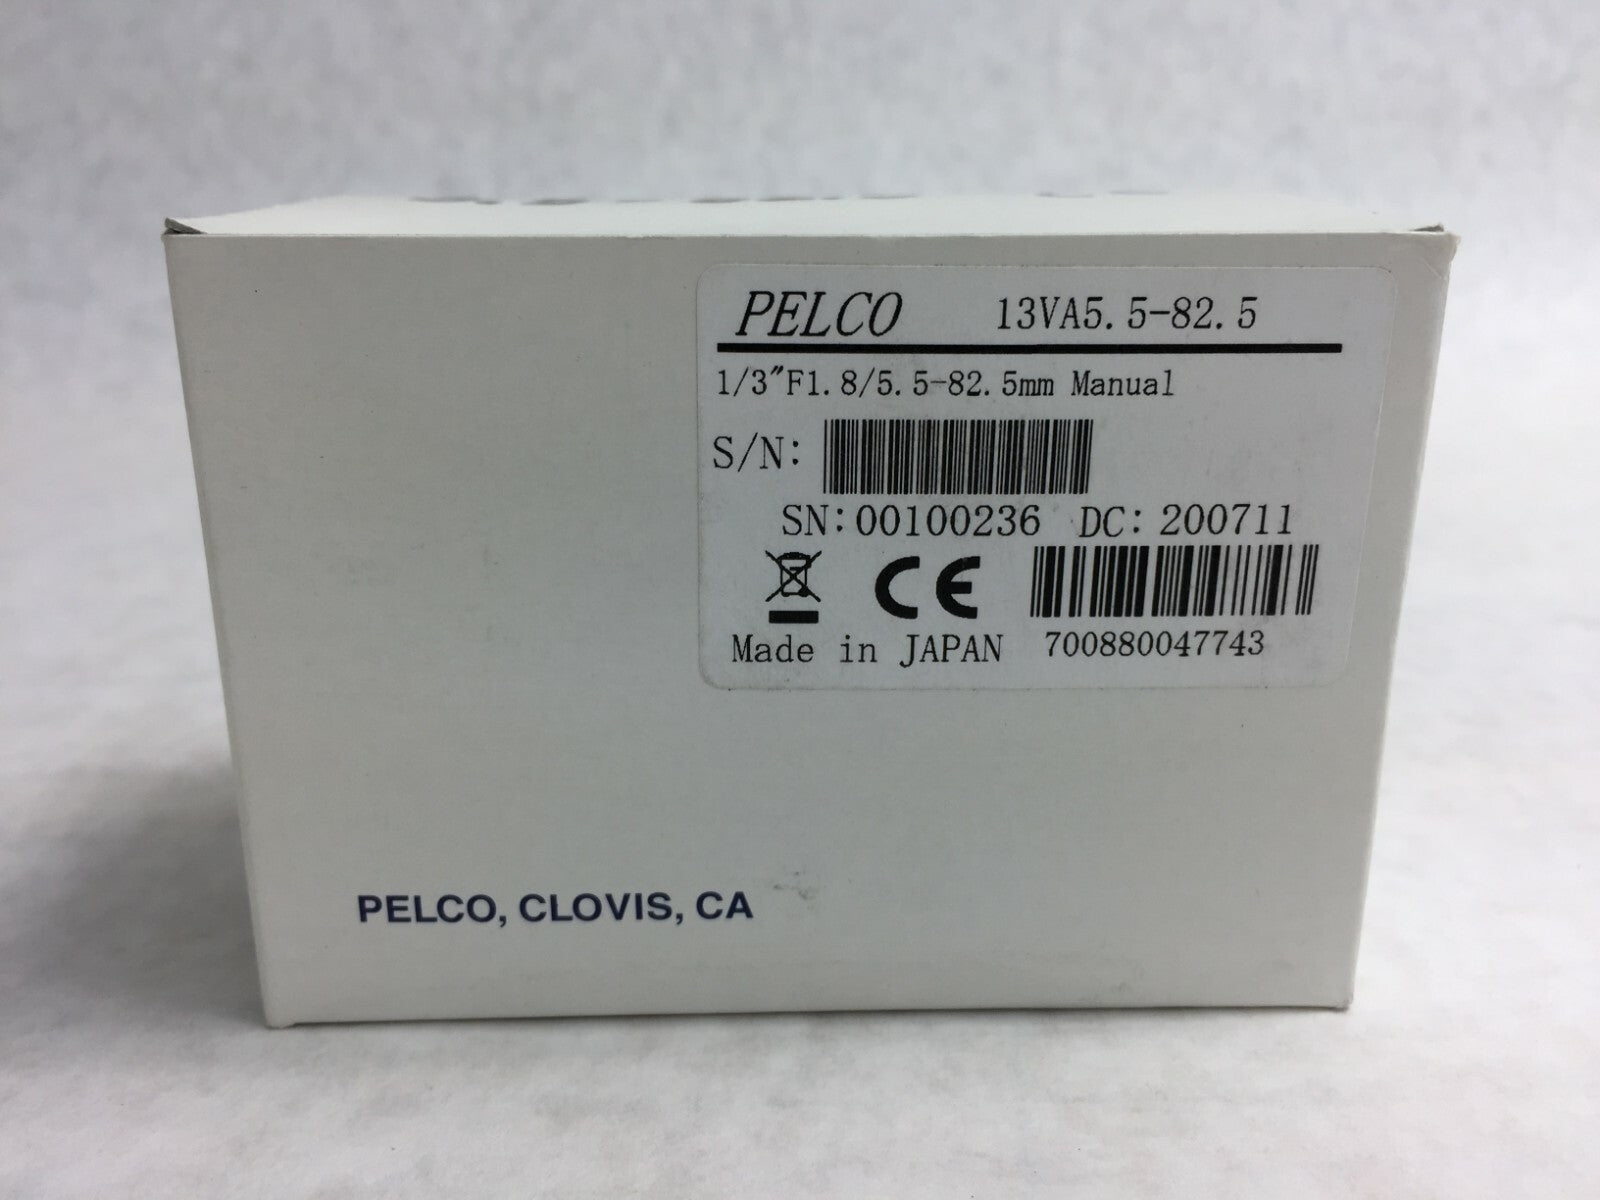 PELCO 13VA5.5-82.5
1/3"F1.8/5.5-82.5mm Manual
S/N:
SN:00100236 DC: 200711
CE
Made in JAPAN 700880047743
PELCO, CLOVIS, CA